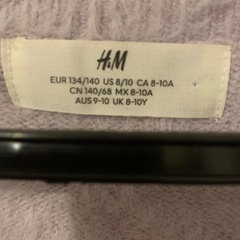 H&M
EUR 134/140 US 8/10 CA 8-10A
CN 140/68 MX 8-10A
AUS 9-10 UK 8-10Y